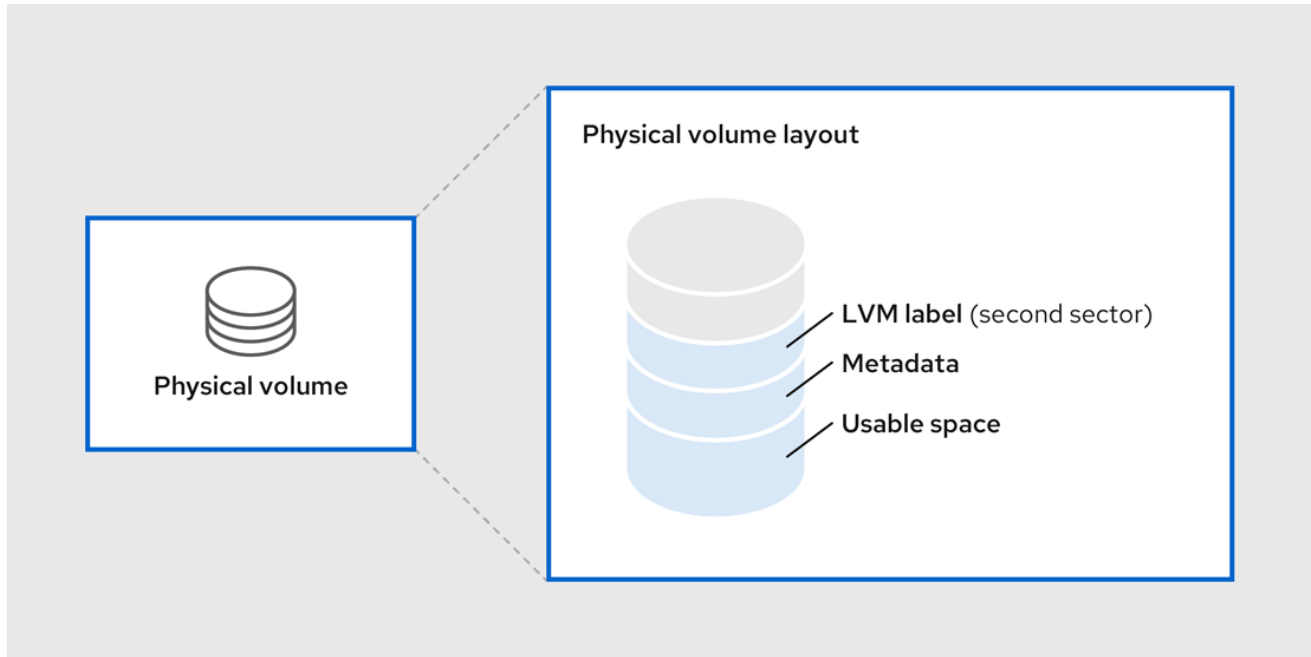 Physical volume layout
LVM label (second sector)
Metadata
Physical volume
Usable space